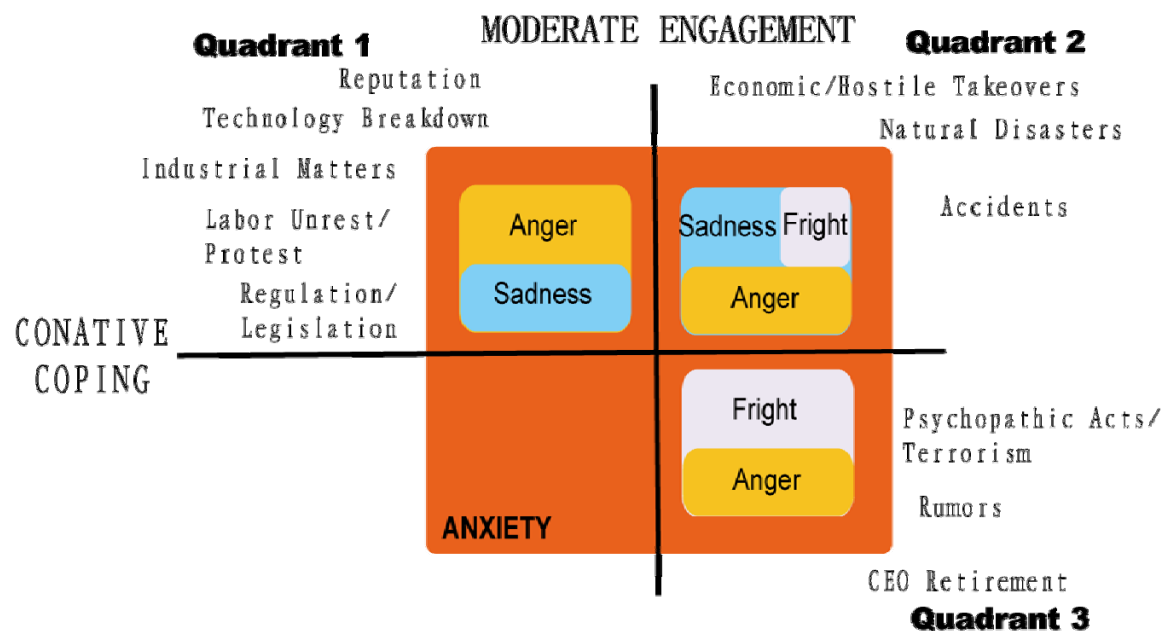 MODERATE ENGAGEMENT
Quadrant 1
Quadrant 2
Reputation
Technology Breakdown
Industrial Matters
Labor Unrest/
Protest
Regulation/
Legislation
Economic/Hostile Takeovers
Natural Disasters
Accidents
Anger
Sadness
Sadness
Fright
Anger
CONATIVE
COPING
Fright
Anger
ANXIETY
Psychopathic Acts/
Terrorism
Rumors
CEO Retirement
Quadrant 3